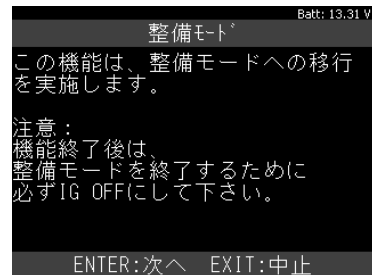 Batt: 13.31 V
整備ﾓｰﾄﾞ
この機能は、整備モードへの移行
を実施します。
注意：
機能終了後は、
整備モードを終了するために
必ずIG OFFにして下さい。
ENTER:次へ EXIT:中止